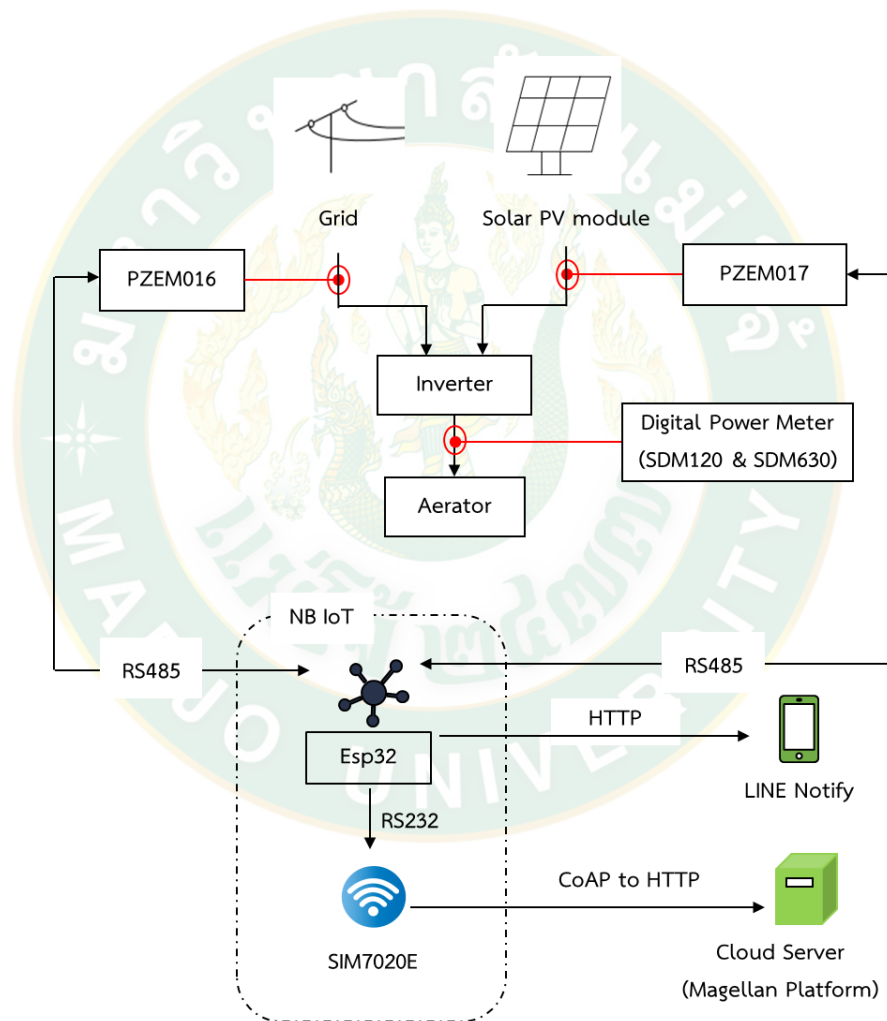 Grid
Solar PV module
PZEM016
PZEM017
Inverter
Digital Power Meter
(SDM120 & SDM630)
Aerator
NB IoT
RS485
RS485
HTTP
Esp32
LINE Notify
RS232
CoAP to HTTP
SIM7020E
Cloud Server
(Magellan Platform)
UNIVERSITY